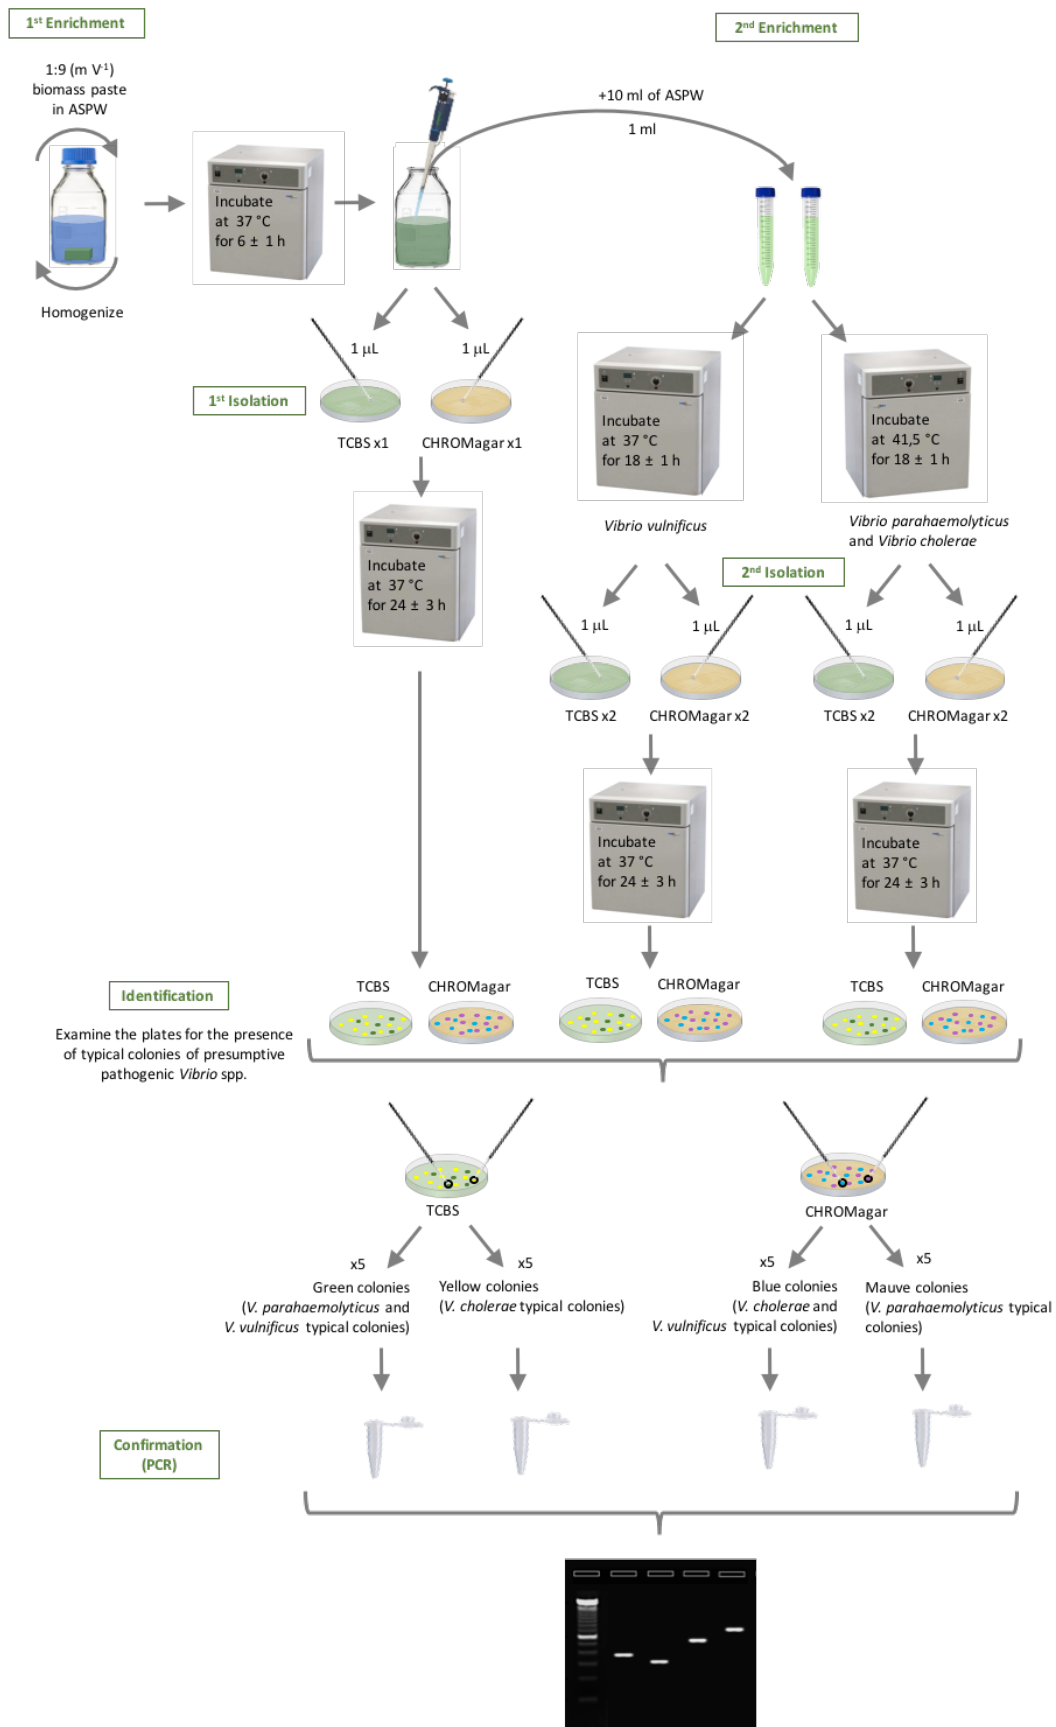 1st Enrichment
2nd Enrichment
1:9 (m V-1)
biomass paste
in ASPW
Homogenize
Incubate
at 37 °C
for 6 ± 1 h
+10 ml of ASPW
1 ml
1 µL
1 µL
1st Isolation
TCBS x1
CHROMagar x1
Incubate
at 37 °C
for 24 ± 3 h
Incubate
at 37 °C
for 18 ± 1 h
Incubate
at 41,5 °C
for 18 ± 1 h
Vibrio vulnificus
Vibrio parahaemolyticus
and Vibrio cholerae
2nd Isolation
1 µL
1 µL
1 µL
1 µL
TCBS x2
CHROMagar x2
TCBS x2
CHROMagar x2
Incubate
at 37 °C
for 24 ± 3 h
Incubate
at 37 °C
for 24 ± 3 h
Identification
Examine the plates for the presence
of typical colonies of presumptive
pathogenic Vibrio spp.
TCBS
CHROMagar
TCBS
CHROMagar
TCBS
CHROMagar
TCBS
CHROMagar
x5
Green colonies
(V. parahaemolyticus and
V. vulnificus typical colonies)
x5
Yellow colonies
(V. cholerae typical colonies)
x5
Blue colonies
(V. cholerae and
V. vulnificus typical colonies)
x5
Mauve colonies
(V. parahaemolyticus typical
colonies)
Confirmation
(PCR)